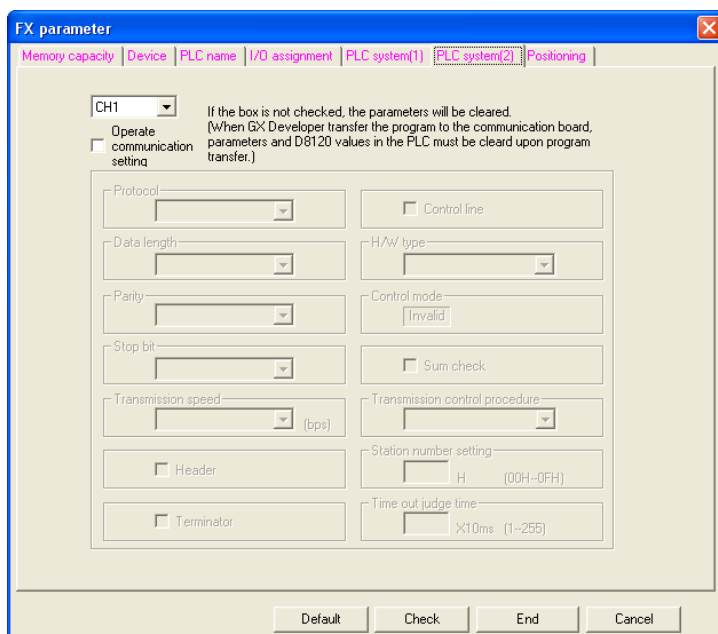 FX parameter
Memory capacity Device PLC name I/O assignment PLC system(1) PLC system(2) Positioning
CH1
If the box is not checked, the parameters will be cleared.
(When GX Developer transfer the program to the communication board,
parameters and D8120 values in the PLC must be cleard upon program
transfer.)
Operate
communication
setting
Protocol
Control line
Data length
H/W type
Parity
Control mode
Invalid
Stop bit
Sum check
Transmission speed
(bps)
Transmission control procedure
Header
Station number setting
H (00H--0FH)
Terminator
Time out judge time
X10ms (1--255)
Default Check End Cancel